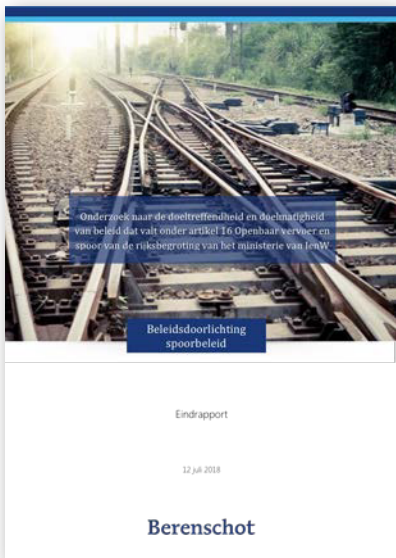 Onderzoek naar de doeltreffendheid en doelmatigheid
van beleid dat valt onder artikel 16 Openbaar vervoer en
spoor van de rijksbegroting van het ministerie van IenW
Beleidsdoorlichting
spoorbeleid
Eindrapport
12 juli 2018
Berenschot